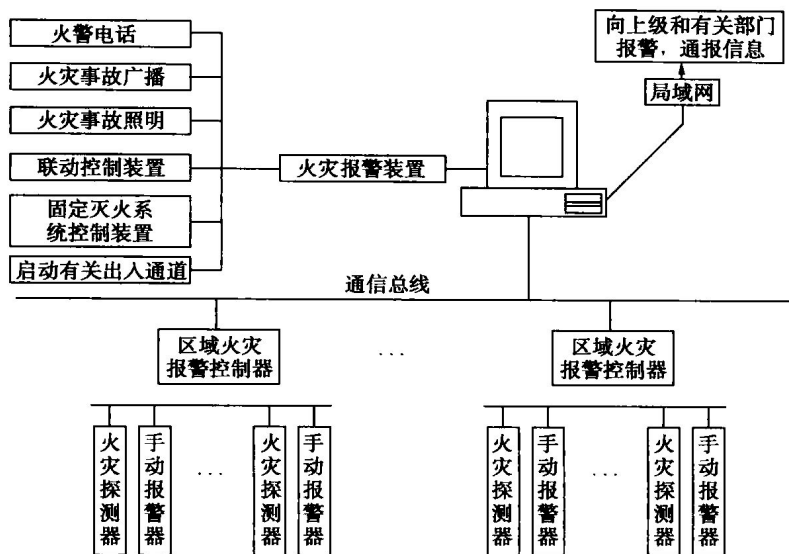 火警电话
火灾事故广播
火灾事故照明
联动控制装置
固定灭火系
统控制装置
启动有关出入通道
火灾报警装置
向上级和有关部门
报警，通报信息
局域网
通信总线
区域火灾
报警控制器
...
区域火灾
报警控制器
火灾探测器
手动报警器
...
火灾探测器
手动报警器
火灾探测器
手动报警器
...
火灾探测器
手动报警器